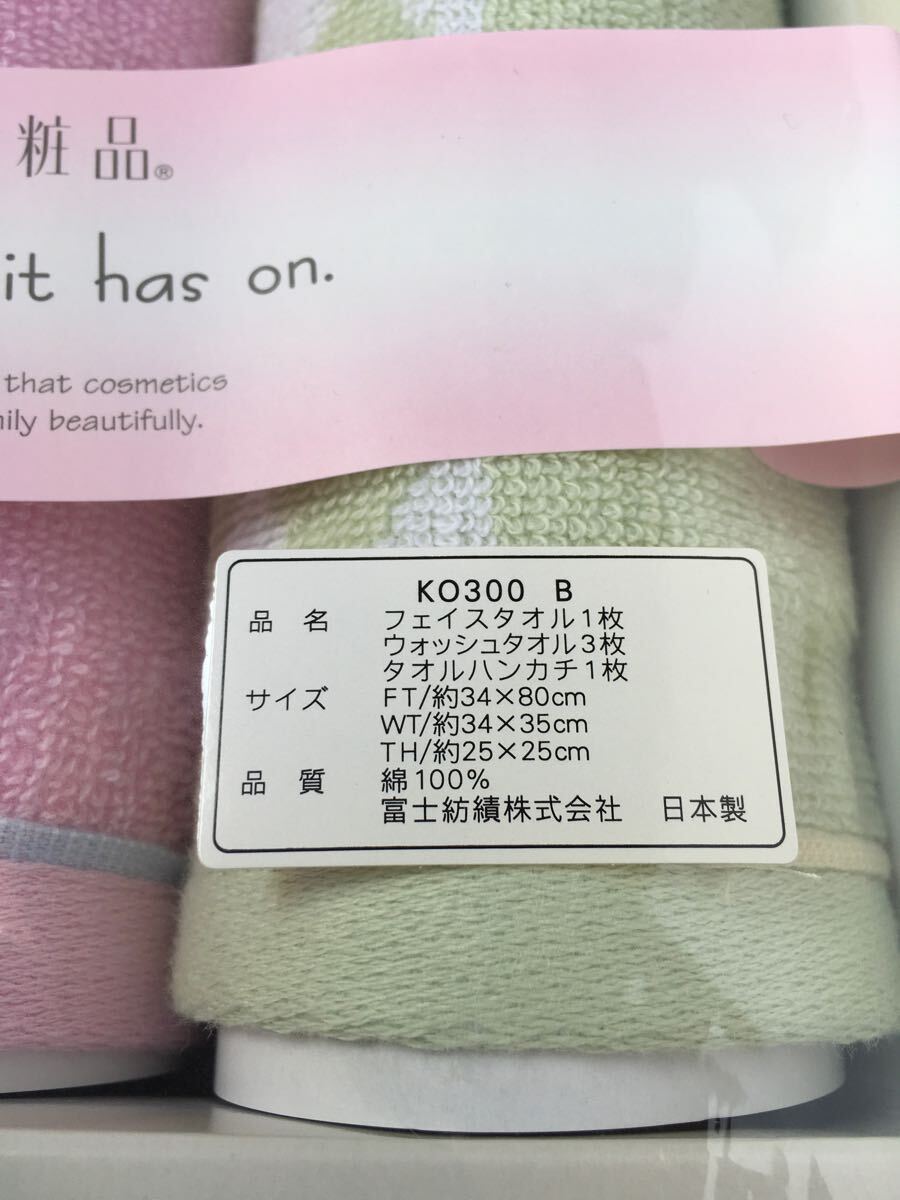 粧品®
it has on.
that cosmetics
beautifully.
KO300 B
品 名 フェイスタオル1枚
ウォッシュタオル3枚
タオルハンカチ1枚
サイズ FT/約34×80cm
WT/約34×35cm
TH/約25×25cm
品 質 綿100%
富士紡績株式会社 日本製